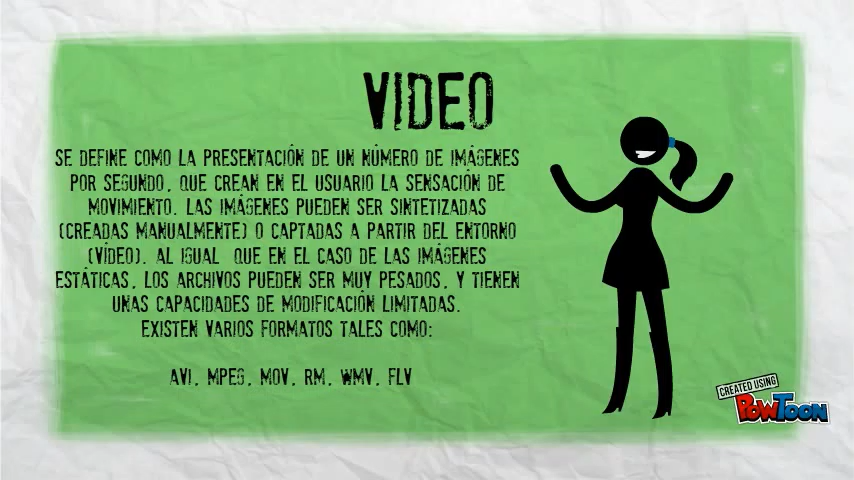 VIDEO
SE DEFINE COMO LA PRESENTACIÓN DE UN NÚMERO DE IMÁGENES
POR SEGUNDO, QUE CREAN EN EL USUARIO LA SENSACIÓN DE
MOVIMIENTO. LAS IMÁGENES PUEDEN SER SINTETIZADAS
(CREADAS MANUALMENTE) O CAPTADAS A PARTIR DEL ENTORNO
(VÍDEO). AL IGUAL QUE EN EL CASO DE LAS IMÁGENES
ESTÁTICAS, LOS ARCHIVOS PUEDEN SER MUY PESADOS, Y TIENEN
UNAS CAPACIDADES DE MODIFICACIÓN LIMITADAS.
EXISTEN VARIOS FORMATOS TALES COMO:
AVI, MPEG, MOV, RM, WMV, FLV
CREATED USING
POWTOON